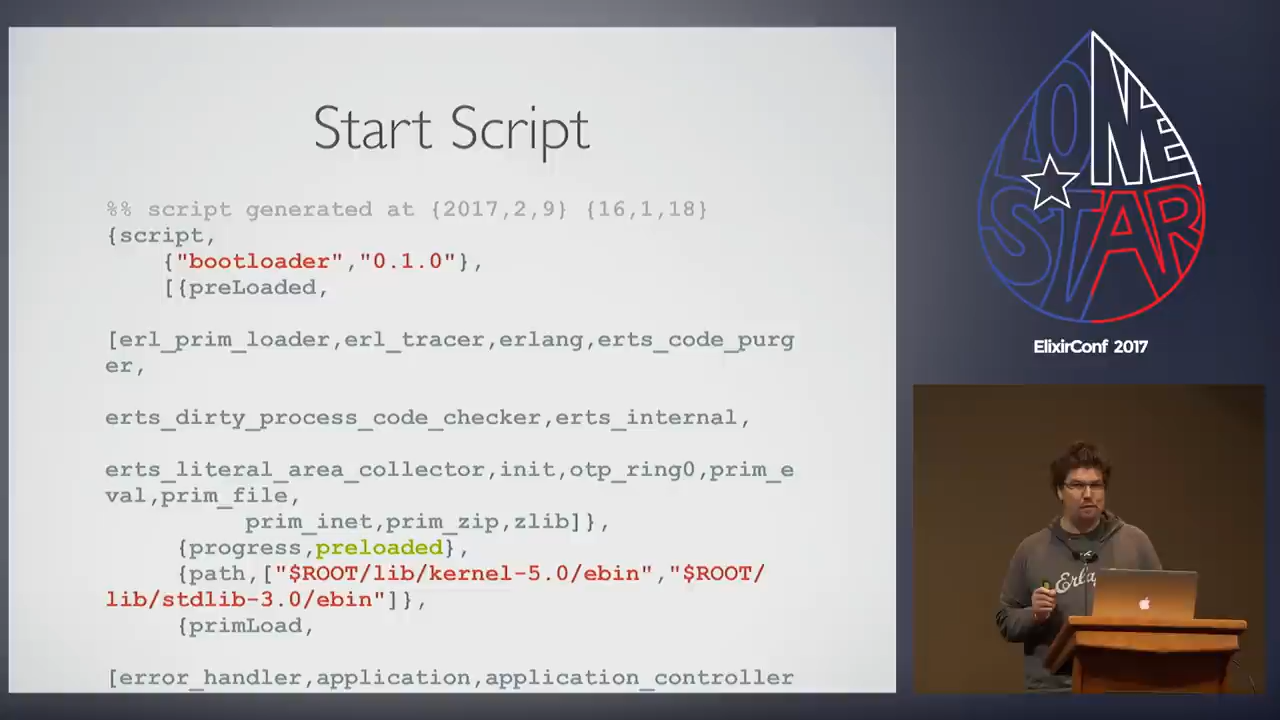 Start Script
%% script generated at {2017,2,9} {16,1,18}
{script,
{"bootloader","0.1.0"},
[{preLoaded,
[erl_prim_loader,erl_tracer,erlang,erts_code_purg
er,
erts_dirty_process_code_checker,erts_internal,
erts_literal_area_collector,init,otp_ring0,prim_e
val,prim_file,
prim_inet,prim_zip,zlib]},
{progress,preloaded},
{path,["$ROOT/lib/kernel-5.0/ebin","$ROOT/
lib/stdlib-3.0/ebin"]},
{primLoad,
[error_handler,application,application_controller
LONE
STAR
ElixirConf 2017
Erla